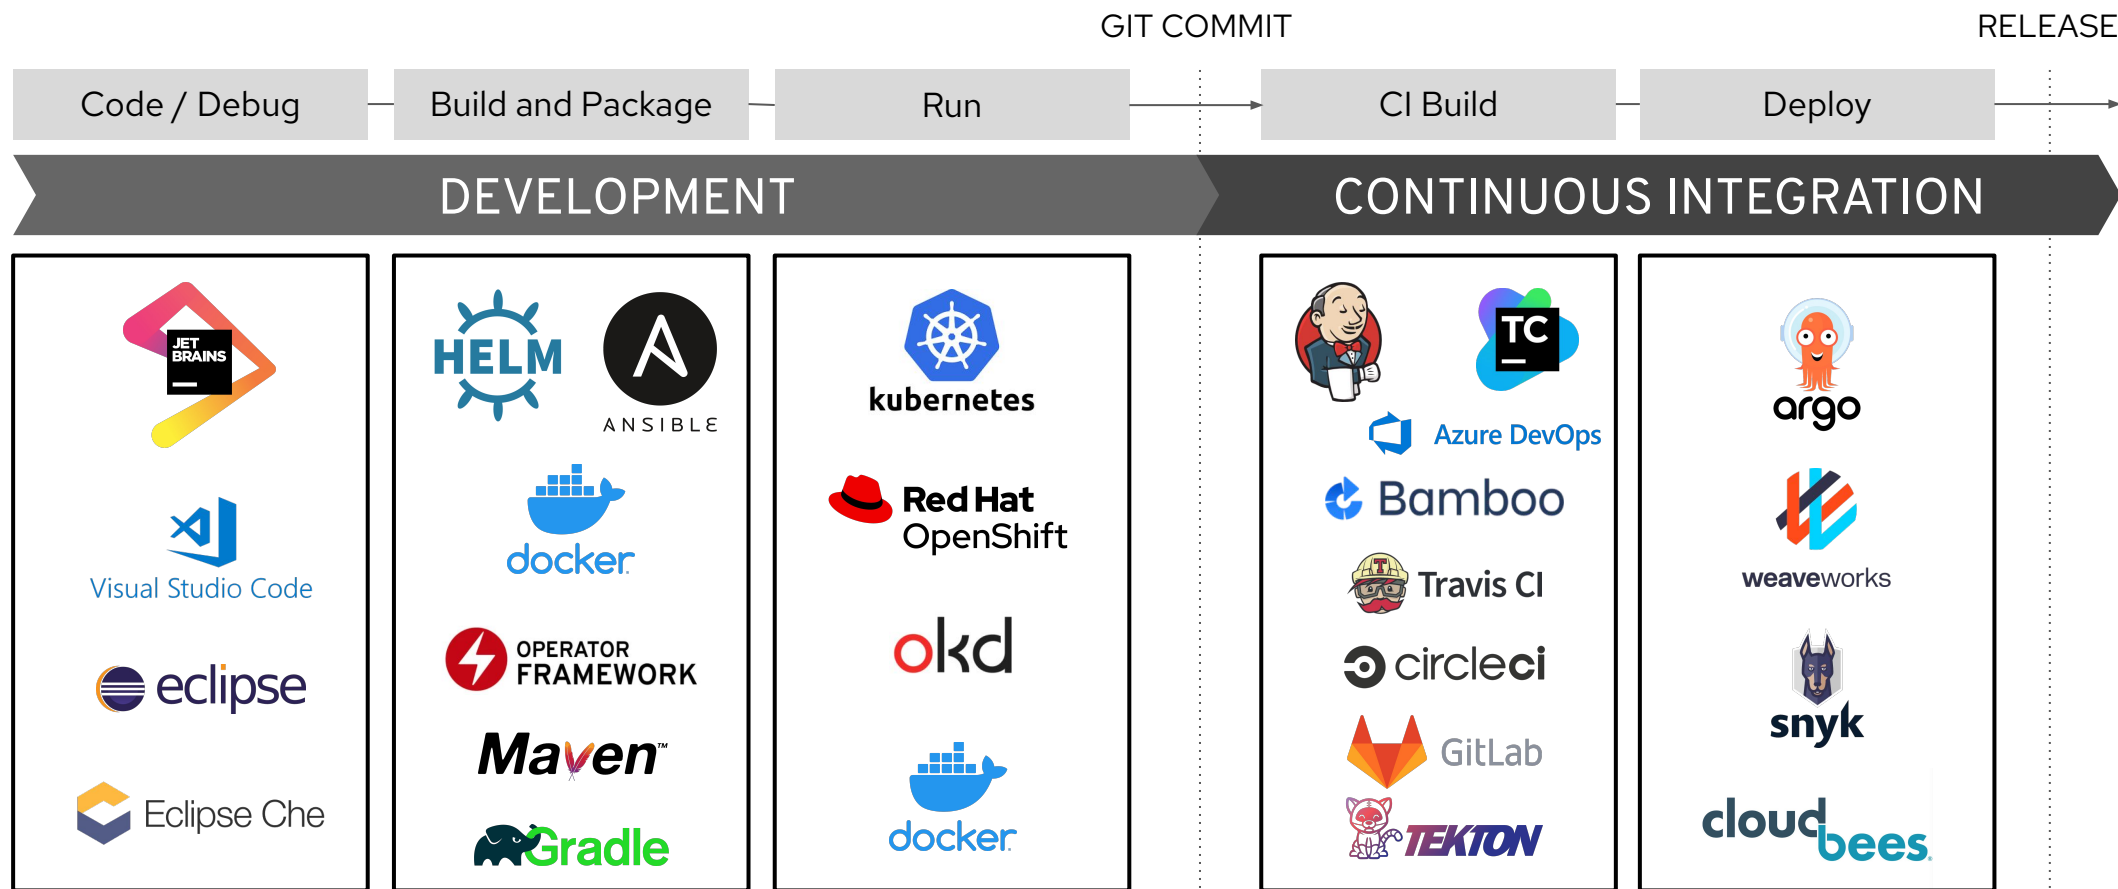 GIT COMMIT
RELEASE
Code / Debug
Build and Package
Run
CI Build
Deploy
DEVELOPMENT
CONTINUOUS INTEGRATION
JET
BRAINS
Visual Studio Code
eclipse
Eclipse Che
HELM
ANSIBLE
docker
OPERATOR
FRAMEWORK
Maven™
Gradle
kubernetes
Red Hat
OpenShift
okd
docker
TC
Azure DevOps
Bamboo
T
Travis CI
circleci
GitLab
TEKTON
argo
weaveworks
snyk
cloudbees